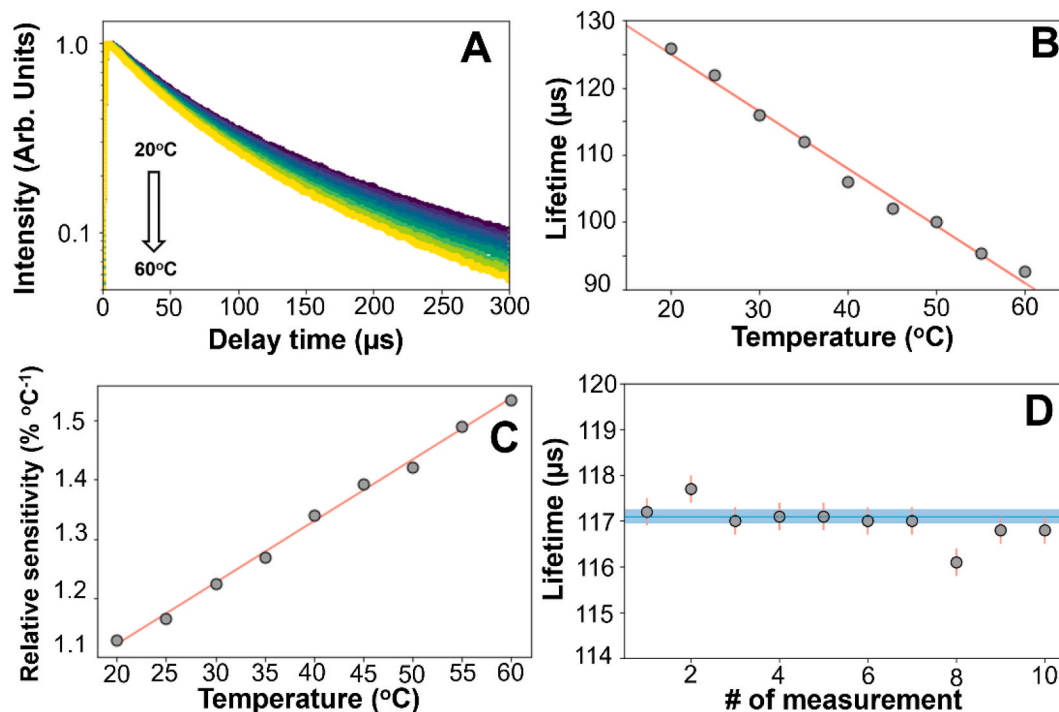 A
Intensity (Arb. Units)
1.0
0.1
20°C
60°C
0 50 100 150 200 250 300
Delay time (µs)
B
Lifetime (µs)
130
120
110
100
90
20 30 40 50 60
Temperature (°C)
C
Relative sensitivity (% °C⁻¹)
1.5
1.4
1.3
1.2
1.1
20 25 30 35 40 45 50 55 60
Temperature (°C)
D
Lifetime (µs)
120
119
118
117
116
115
114
2 4 6 8 10
# of measurement